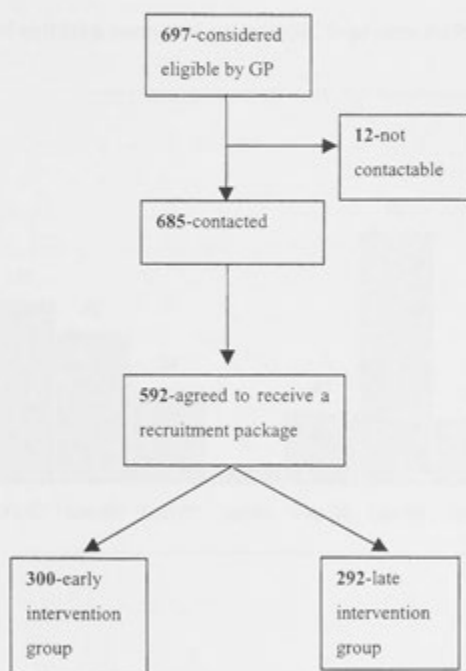 697-considered
eligible by GP
12-not
contactable
685-contacted
592-agreed to receive a
recruitment package
300-early
intervention
group
292-late
intervention
group